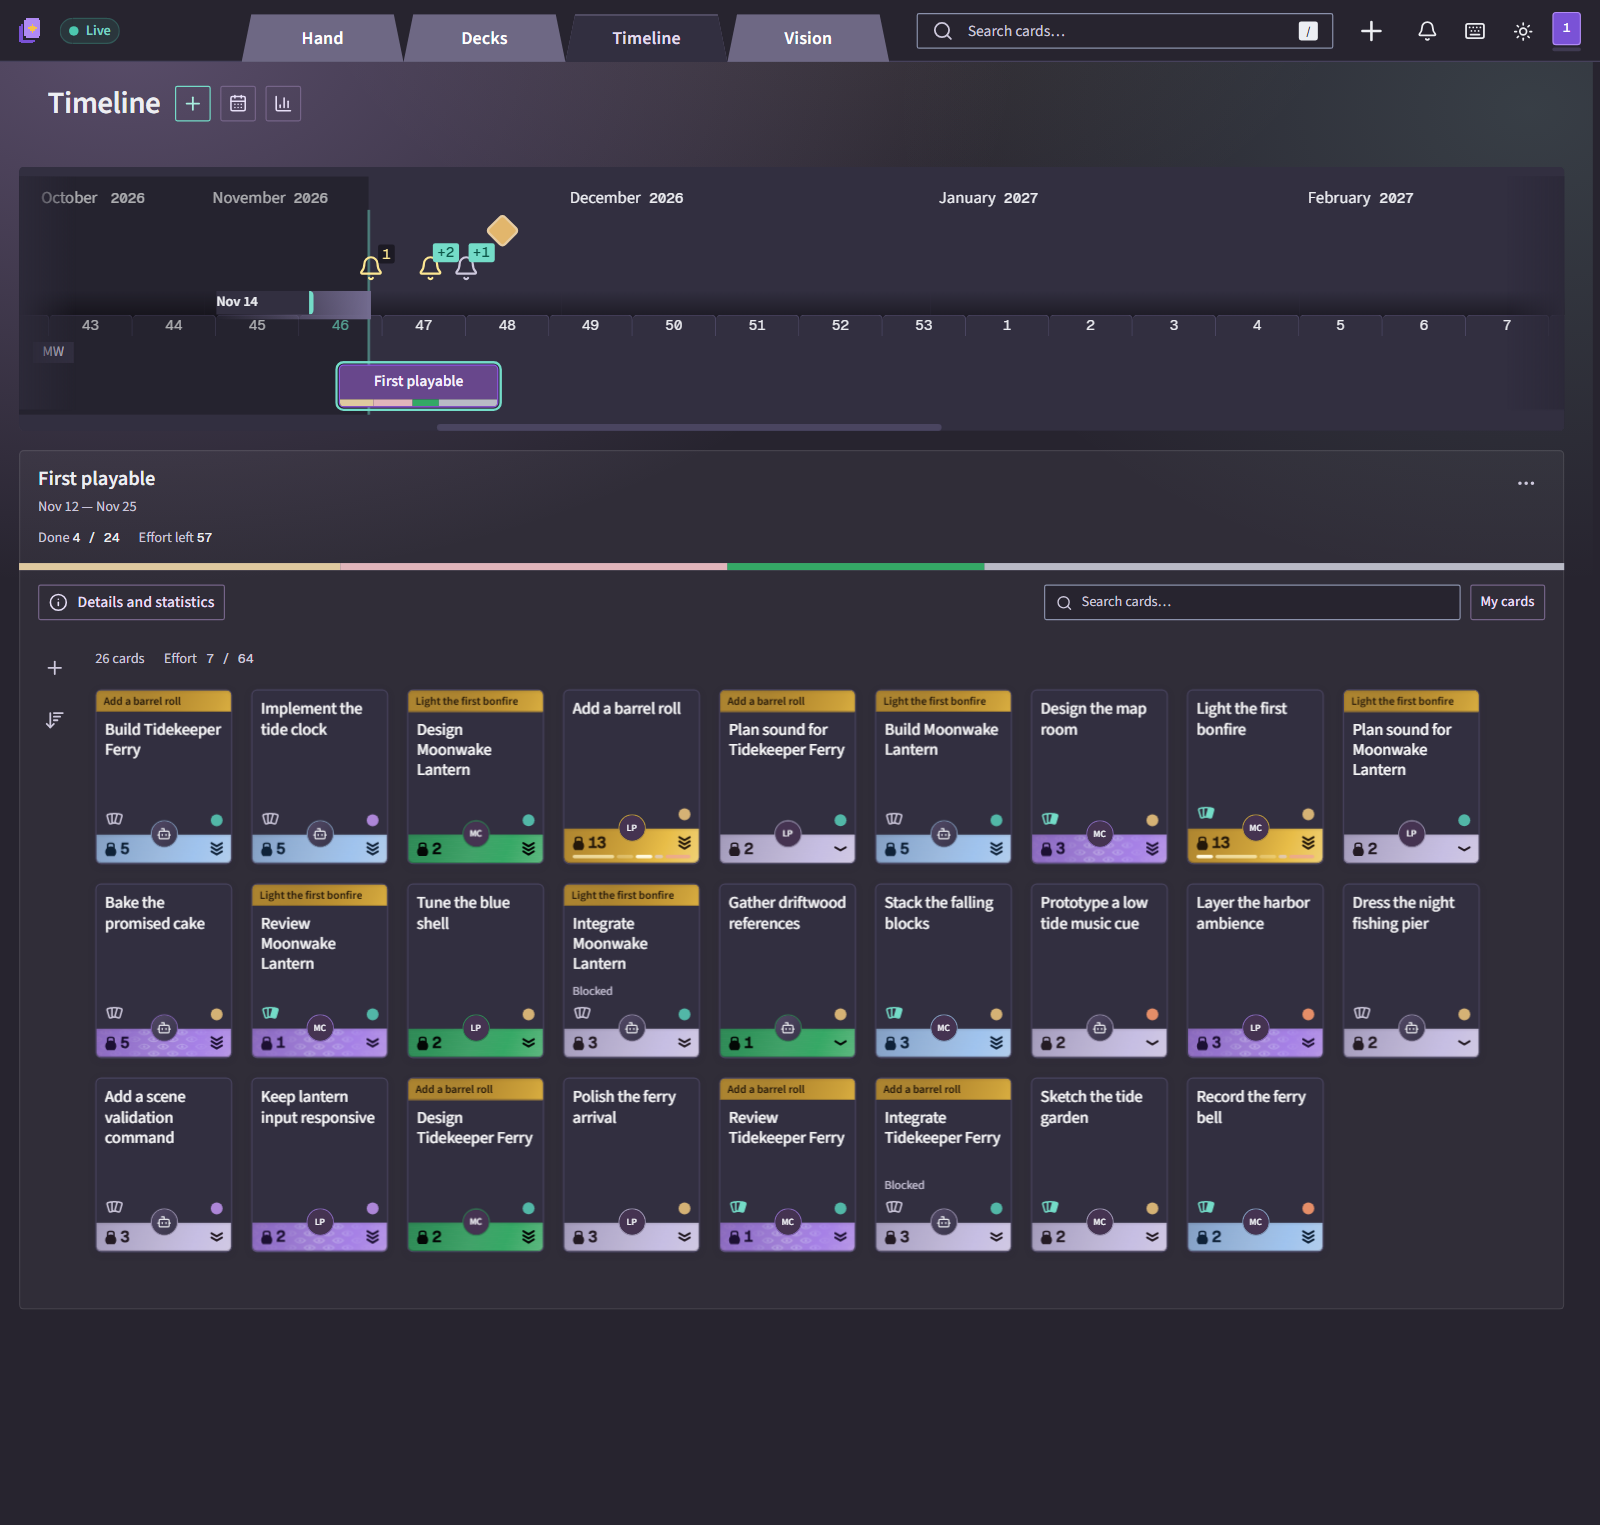 Live
Hand
Decks
Timeline
Vision
Search cards...
/
1
Timeline
October 2026
November 2026
December 2026
January 2027
February 2027
1
+2
+1
Nov 14
43 44 45 46 47 48 49 50 51 52 53 1 2 3 4 5 6 7
MW
First playable
First playable
Nov 12 — Nov 25
Done 4 / 24 Effort left 57
Details and statistics
Search cards...
My cards
26 cards Effort 7 / 64
Add a barrel roll
Build Tidekeeper
Ferry
5
Implement the
tide clock
5
Light the first bonfire
Design
Moonwake
Lantern
MC
2
Add a barrel roll
LP
13
Add a barrel roll
Plan sound for
Tidekeeper Ferry
LP
2
Light the first bonfire
Build Moonwake
Lantern
5
Design the map
room
MC
3
Light the first
bonfire
MC
13
Light the first bonfire
Plan sound for
Moonwake
Lantern
LP
2
Bake the
promised cake
5
Light the first bonfire
Review
Moonwake
Lantern
MC
1
Tune the blue
shell
LP
2
Light the first bonfire
Integrate
Moonwake
Lantern
Blocked
3
Gather driftwood
references
1
Stack the falling
blocks
MC
3
Prototype a low
tide music cue
2
Layer the harbor
ambience
LP
3
Dress the night
fishing pier
2
Add a scene
validation
command
3
Keep lantern
input responsive
LP
2
Add a barrel roll
Design
Tidekeeper Ferry
MC
2
Polish the ferry
arrival
LP
3
Add a barrel roll
Review
Tidekeeper Ferry
MC
1
Add a barrel roll
Integrate
Tidekeeper Ferry
Blocked
3
Sketch the tide
garden
MC
2
Record the ferry
bell
MC
2